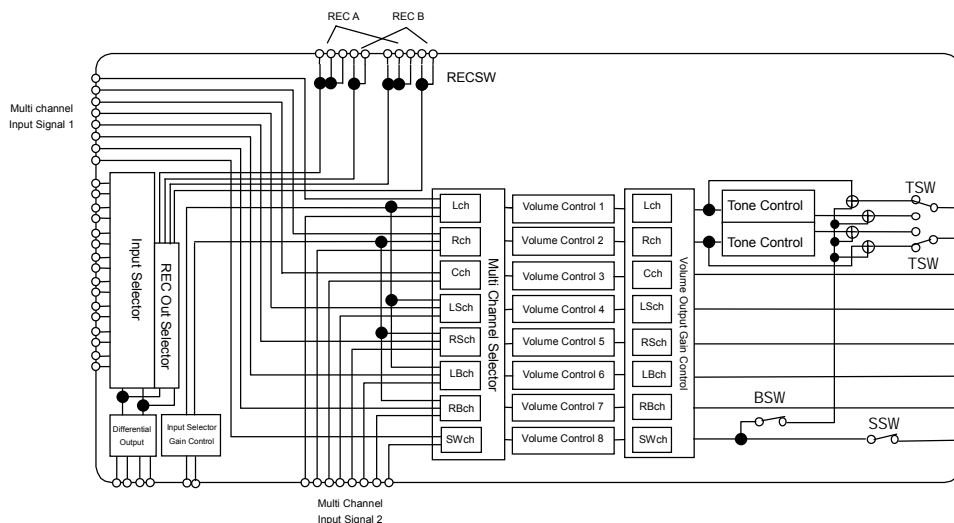 REC A
REC B
RECSW
Multi channel
Input Signal 1
Input Selector
REC Out Selector
Differential
Output
Input Selector
Gain Control
Multi Channel
Input Signal 2
Lch
Rch
Cch
LSch
RSch
LBch
RBch
SWch
Multi Channel Selector
Volume Control 1
Volume Control 2
Volume Control 3
Volume Control 4
Volume Control 5
Volume Control 6
Volume Control 7
Volume Control 8
Lch
Rch
Cch
LSch
RSch
LBch
RBch
SWch
Volume Output Gain Control
Tone Control
Tone Control
TSW
TSW
BSW
SSW